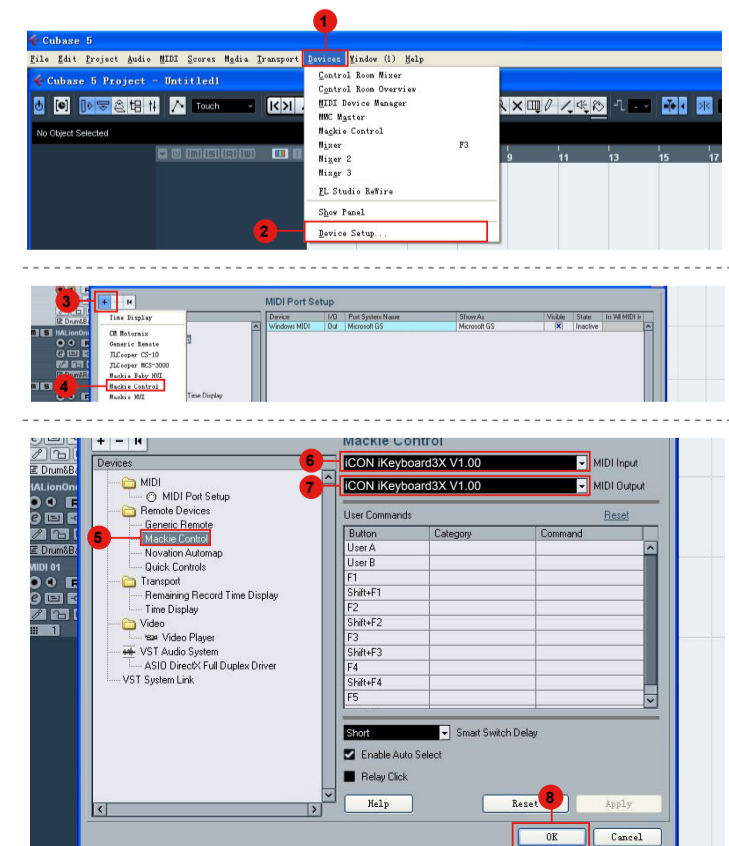 1
Cubase 5
File Edit Project Audio MIDI Scores Media Transport Devices Window (1) Help
Cubase 5 Project - Untitled1
Touch
No Object Selected
Control Room Mixer
Control Room Overview
MIDI Device Manager
MMC Master
Mackie Control
Mixer F3
Mixer 2
Mixer 3
FL Studio ReWire
Show Panel
2
Device Setup...
9 11 13 15 17
3
+
MIDI Port Setup
Time Display
CM Motormix
Generic Remote
JLCooper CS-10
JLCooper MCS-3000
Mackie Baby HUI
4
Mackie Control
Mackie HUI
Time Display
Device I/O Port System Name Show As Visible State In 'All MIDI In
Windows MIDI Out Microsoft GS Microsoft GS Inactive
+ -
Mackie Control
Devices
MIDI
MIDI Port Setup
Remote Devices
Generic Remote
5
Mackie Control
Novation Automap
Quick Controls
Transport
Remaining Record Time Display
Time Display
Video
Video Player
VST Audio System
ASIO DirectX Full Duplex Driver
VST System Link
6
iCON iKeyboard3X V1.00 MIDI Input
7
iCON iKeyboard3X V1.00 MIDI Output
User Commands Reset
Button Category Command
User A
User B
F1
Shift+F1
F2
Shift+F2
F3
Shift+F3
F4
Shift+F4
F5
Short Smart Switch Delay
Enable Auto Select
Relay Click
Help Reset Apply
8
OK Cancel